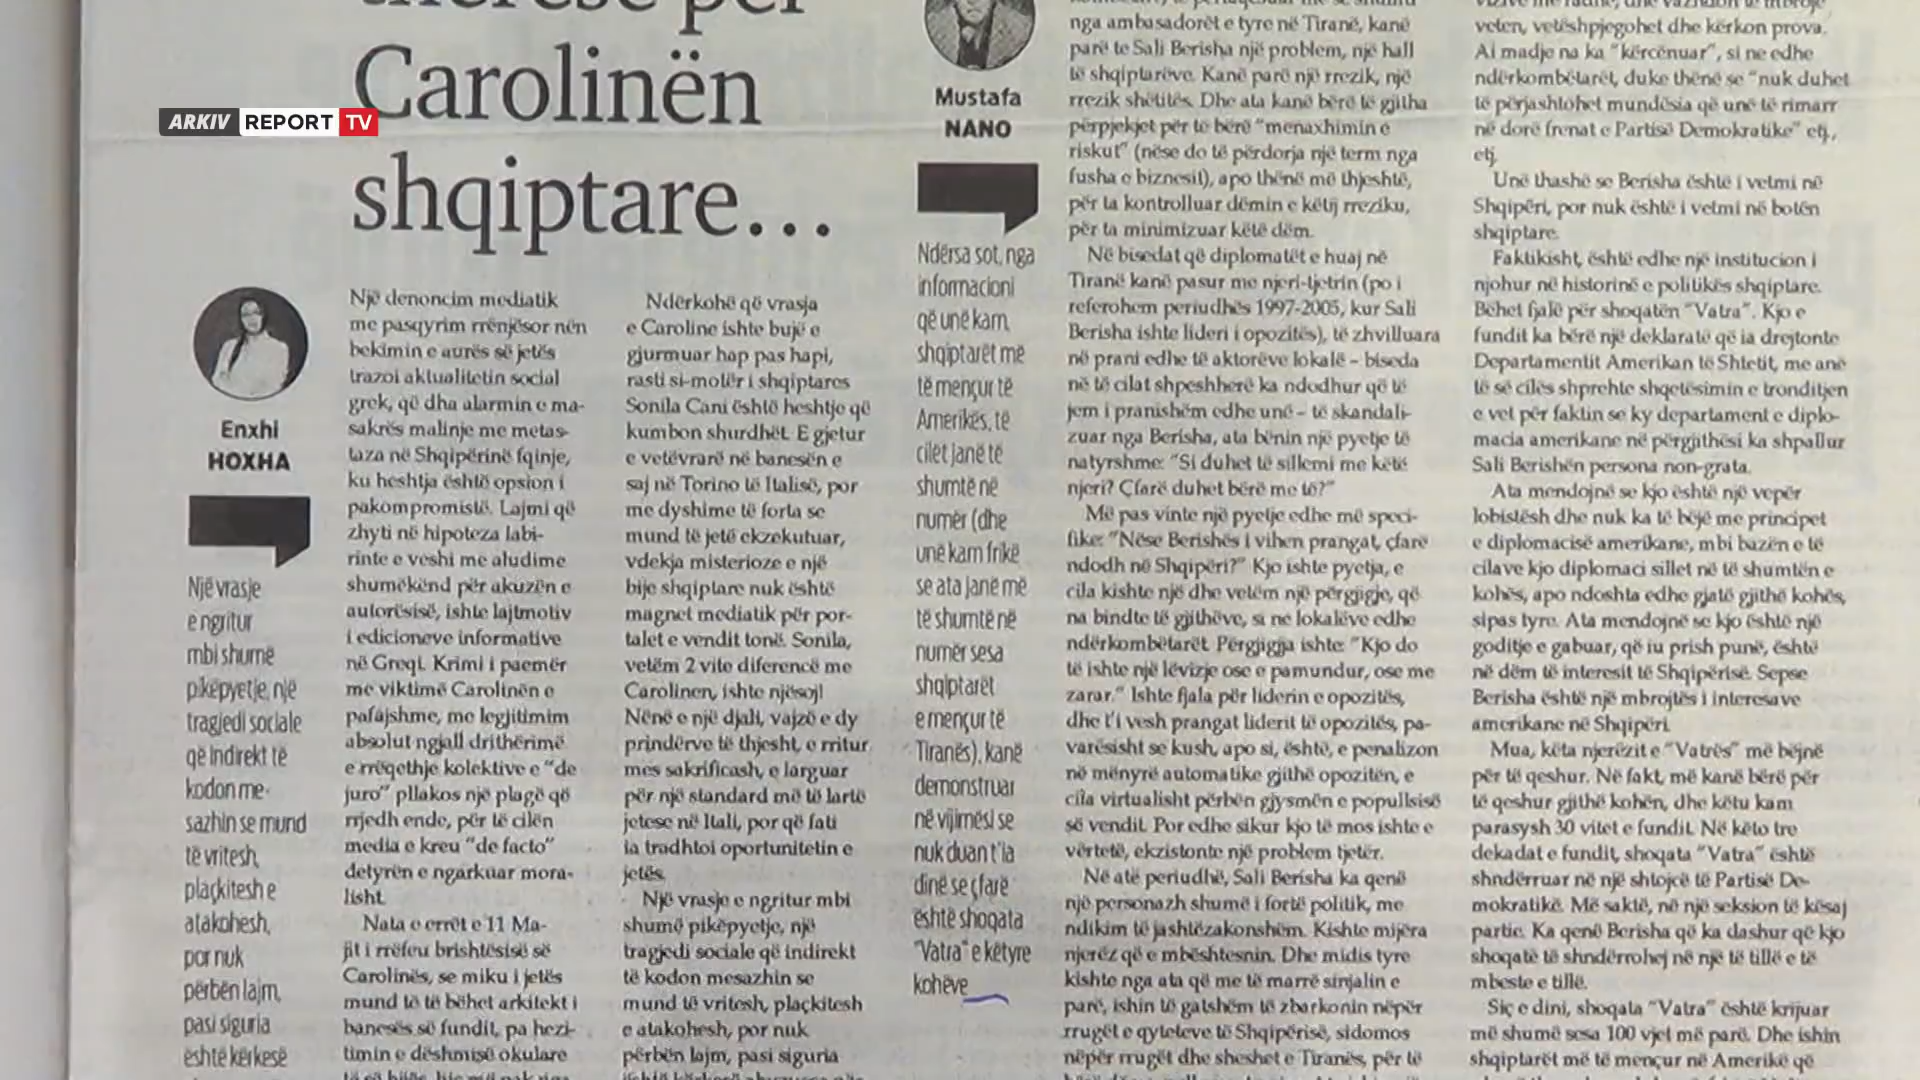 ARKIV REPORT TV
për
Carolinën
shqiptare…
Enxhi
HOXHA
Një vrasje
e ngritur
mbi shumë
pikëpyetje, një
tragjedi sociale
që indirekt të
kodon me-
sazhin se mund
të vritesh,
plaçkitesh e
atakohesh,
por nuk
përbën lajm,
pasi siguria
është kërkesë
Një denoncim mediatik
me pasqyrim rrënjësor nën
bekimin e aurës së jetës
trazoi aktualitetin social
grek, që dha alarmin e ma-
sakrës malinje me metas-
taza në Shqipërinë fqinje,
ku heshtja është opsion i
pakompromistë. Lajmi që
zhyti në hipoteza labi-
rinte e veshi me aludime
shumëkënd për akuzën e
autorësisë, ishte lajtmotiv
i edicioneve informative
në Greqi. Krimi i paemër
me viktimë Carolinën e
pafajshme, me legjitimim
absolut ngjall drithërimë
e rrëqethje kolektive e "de
juro" pllakos një plagë që
rrjedh ende, për të cilën
media e kreu "de facto"
detyrën e ngarkuar mora-
lisht.
Nata e errët e 11 Ma-
jit i rrëfeu brishtësisë së
Carolinës, se miku i jetës
mund të të bëhet arkitekt i
banesës së fundit, pa hezi-
timin e dëshmisë okulare
Ndërkohë që vrasja
e Caroline ishte bujë e
gjurmuar hap pas hapi,
rasti si-motër i shqiptares
Sonila Cani është heshtje që
kumbon shurdhët. E gjetur
e vetëvrarë në banesën e
saj në Torino të Italisë, por
me dyshime të forta se
mund të jetë ekzekutuar,
vdekja misterioze e një
bije shqiptare nuk është
magnet mediatik për por-
talet e vendit tonë. Sonila,
vetëm 2 vite diferencë me
Carolinen, ishte njësoj!
Nënë e një djali, vajzë e dy
prindërve të thjesht, e rritur
mes sakrificash, e larguar
për një standard më të lartë
jetese në Itali, por që fati
ia tradhtoi oportunitetin e
jetës.
Një vrasje e ngritur mbi
shumë pikëpyetje, një
tragjedi sociale që indirekt
të kodon mesazhin se
mund të vritesh, plaçkitesh
e atakohesh, por nuk
përbën lajm, pasi siguria
Mustafa
NANO
Ndërsa sot, nga
informacioni
që unë kam,
shqiptarët më
të mençur të
Amerikës, të
cilët janë të
shumtë në
numër (dhe
unë kam frikë
se ata janë më
të shumtë në
numër sesa
shqiptarët
e mençur të
Tiranës), kanë
demonstruar
në vijimësi se
nuk duan t'ia
dinë se çfarë
është shoqata
"Vatra" e këtyre
kohëve
nga ambasadorët e tyre në Tiranë, kanë
parë te Sali Berisha një problem, një hall
të shqiptarëve. Kanë parë një rrezik, një
rrezik shëtitës. Dhe ata kanë bërë të gjitha
përpjekjet për të bërë "menaxhimin e
riskut" (nëse do të përdorja një term nga
fusha e biznesit), apo thënë më thjeshtë,
për ta kontrolluar dëmin e këtij rreziku,
për ta minimizuar këtë dëm.
Në bisedat që diplomatët e huaj në
Tiranë kanë pasur me njeri-tjetrin (po i
referohem periudhës 1997-2005, kur Sali
Berisha ishte lideri i opozitës), të zhvilluara
në prani edhe të aktorëve lokalë – biseda
në të cilat shpeshherë ka ndodhur që të
jem i pranishëm edhe unë – të skandali-
zuar nga Berisha, ata bënin një pyetje të
natyrshme: "Si duhet të sillemi me këtë
njeri? Çfarë duhet bërë me të?"
Më pas vinte një pyetje edhe më speci-
fike: "Nëse Berishës i vihen prangat, çfarë
ndodh në Shqipëri?" Kjo ishte pyetja, e
cila kishte një dhe vetëm një përgjigje, që
na bindte të gjithëve, si ne lokalëve edhe
ndërkombëtarët. Përgjigjja ishte: "Kjo do
të ishte një lëvizje ose e pamundur, ose me
zarar." Ishte fjala për liderin e opozitës,
dhe t'i vesh prangat liderit të opozitës, pa-
varësisht se kush, apo si, është, e penalizon
në mënyrë automatike gjithë opozitën, e
cila virtualisht përbën gjysmën e popullsisë
së vendit. Por edhe sikur kjo të mos ishte e
vërtetë, ekzistonte një problem tjetër.
Në atë periudhë, Sali Berisha ka qenë
një personazh shumë i fortë politik, me
ndikim të jashtëzakonshëm. Kishte mijëra
njerëz që e mbështesnin. Dhe midis tyre
kishte nga ata që me të marrë sinjalin e
parë, ishin të gatshëm të zbarkonin nëpër
rrugët e qyteteve të Shqipërisë, sidomos
nëpër rrugët dhe sheshet e Tiranës, për të
veten, vetëshpjegohet dhe kërkon prova.
Ai madje na ka "kërcënuar", si ne edhe
ndërkombëtarët, duke thënë se "nuk duhet
të përjashtohet mundësia që unë të rimarr
në dorë frenat e Partisë Demokratike" etj.,
etj.
Unë thashë se Berisha është i vetmi në
Shqipëri, por nuk është i vetmi në botën
shqiptare.
Faktikisht, është edhe një institucion i
njohur në historinë e politikës shqiptare.
Bëhet fjalë për shoqatën "Vatra". Kjo e
fundit ka bërë një deklaratë që ia drejtonte
Departamentit Amerikan të Shtetit, me anë
të së cilës shprehte shqetësimin e tronditjen
e vet për faktin se ky departament e diplo-
macia amerikane në përgjithësi ka shpallur
Sali Berishën persona non-grata.
Ata mendojnë se kjo është një vepër
lobistësh dhe nuk ka të bëjë me principet
e diplomacisë amerikane, mbi bazën e të
cilave kjo diplomaci sillet në të shumtën e
kohës, apo ndoshta edhe gjatë gjithë kohës,
sipas tyre. Ata mendojnë se kjo është një
goditje e gabuar, që iu prish punë, është
në dëm të interesit të Shqipërisë. Sepse
Berisha është një mbrojtës i interesave
amerikane në Shqipëri.
Mua, këta njerëzit e "Vatrës" më bëjnë
për të qeshur. Në fakt, më kanë bërë për
të qeshur gjithë kohën, dhe këtu kam
parasysh 30 vitet e fundit. Në këto tre
dekadat e fundit, shoqata "Vatra" është
shndërruar në një shtojcë të Partisë De-
mokratikë. Më saktë, në një seksion të kësaj
partie. Ka qenë Berisha që ka dashur që kjo
shoqatë të shndërrohej në një të tillë e të
mbeste e tillë.
Siç e dini, shoqata "Vatra" është krijuar
më shumë sesa 100 vjet më parë. Dhe ishin
shqiptarët më të mençur në Amerikë që